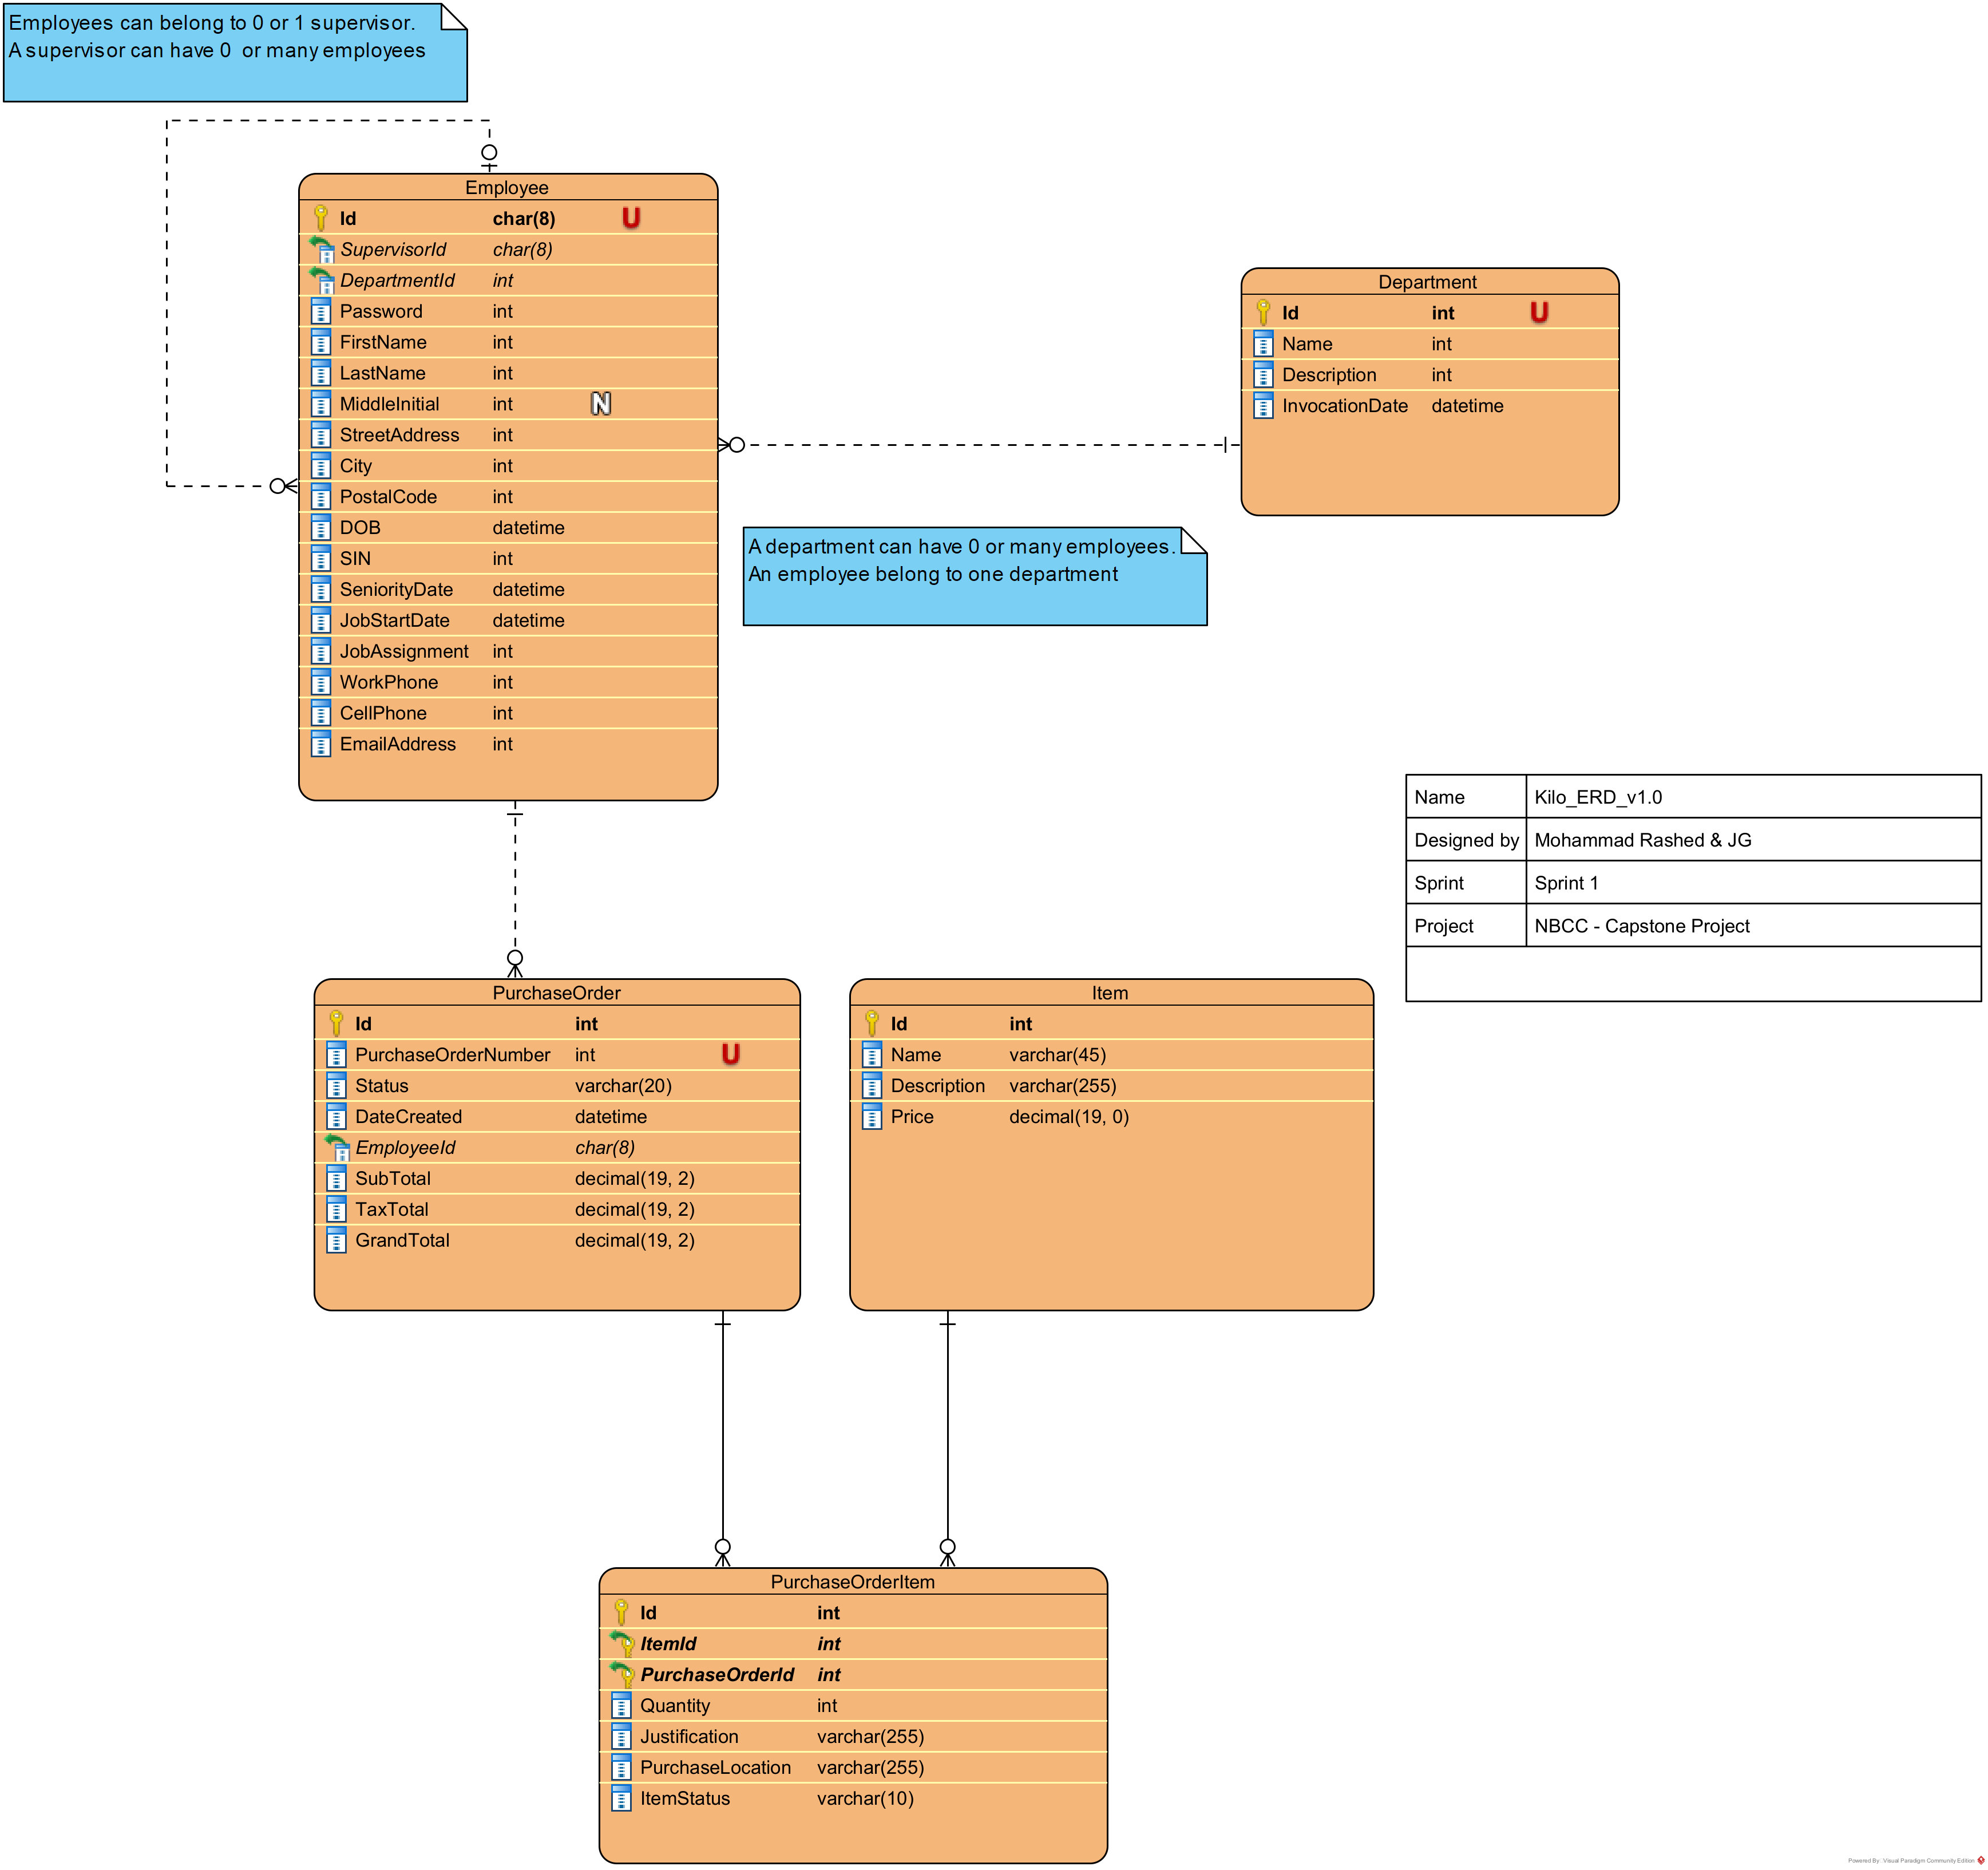 Employees can belong to 0 or 1 supervisor.
A supervisor can have 0  or many employees
Employee
Id char(8) U
SupervisorId char(8)
DepartmentId int
Password int
FirstName int
LastName int
MiddleInitial int N
StreetAddress int
City int
PostalCode int
DOB datetime
SIN int
SeniorityDate datetime
JobStartDate datetime
JobAssignment int
WorkPhone int
CellPhone int
EmailAddress int
Department
Id int U
Name int
Description int
InvocationDate datetime
A department can have 0 or many employees.
An employee belong to one department
Name Kilo_ERD_v1.0
Designed by Mohammad Rashed & JG
Sprint Sprint 1
Project NBCC - Capstone Project
PurchaseOrder
Id int
PurchaseOrderNumber int U
Status varchar(20)
DateCreated datetime
EmployeeId char(8)
SubTotal decimal(19, 2)
TaxTotal decimal(19, 2)
GrandTotal decimal(19, 2)
Item
Id int
Name varchar(45)
Description varchar(255)
Price decimal(19, 0)
PurchaseOrderItem
Id int
ItemId int
PurchaseOrderId int
Quantity int
Justification varchar(255)
PurchaseLocation varchar(255)
ItemStatus varchar(10)
Powered By: Visual Paradigm Community Edition